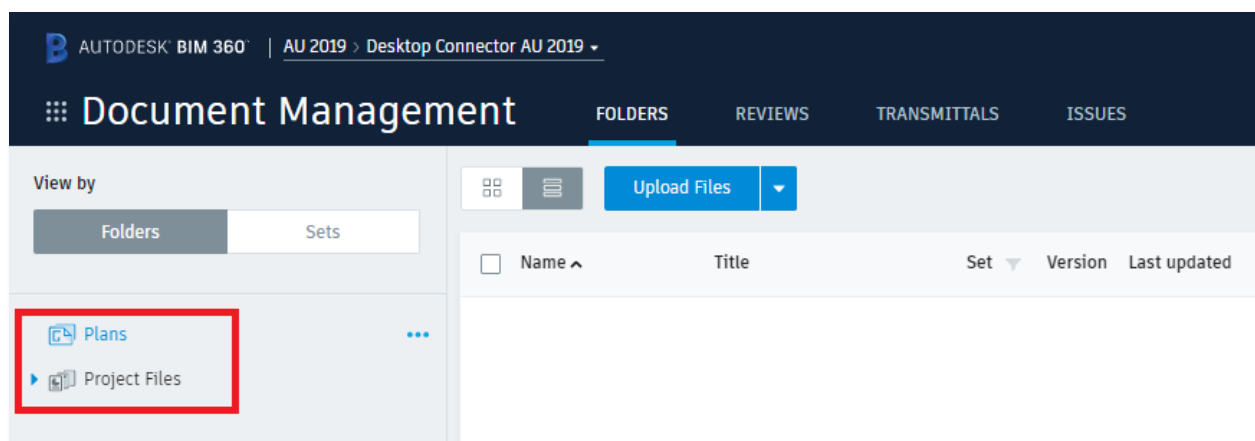 AUTODESK® BIM 360™ | AU 2019 > Desktop Connector AU 2019
Document Management FOLDERS REVIEWS TRANSMITTALS ISSUES
View by
Upload Files
Folders Sets
Name Title Set Version Last updated
Plans
Project Files